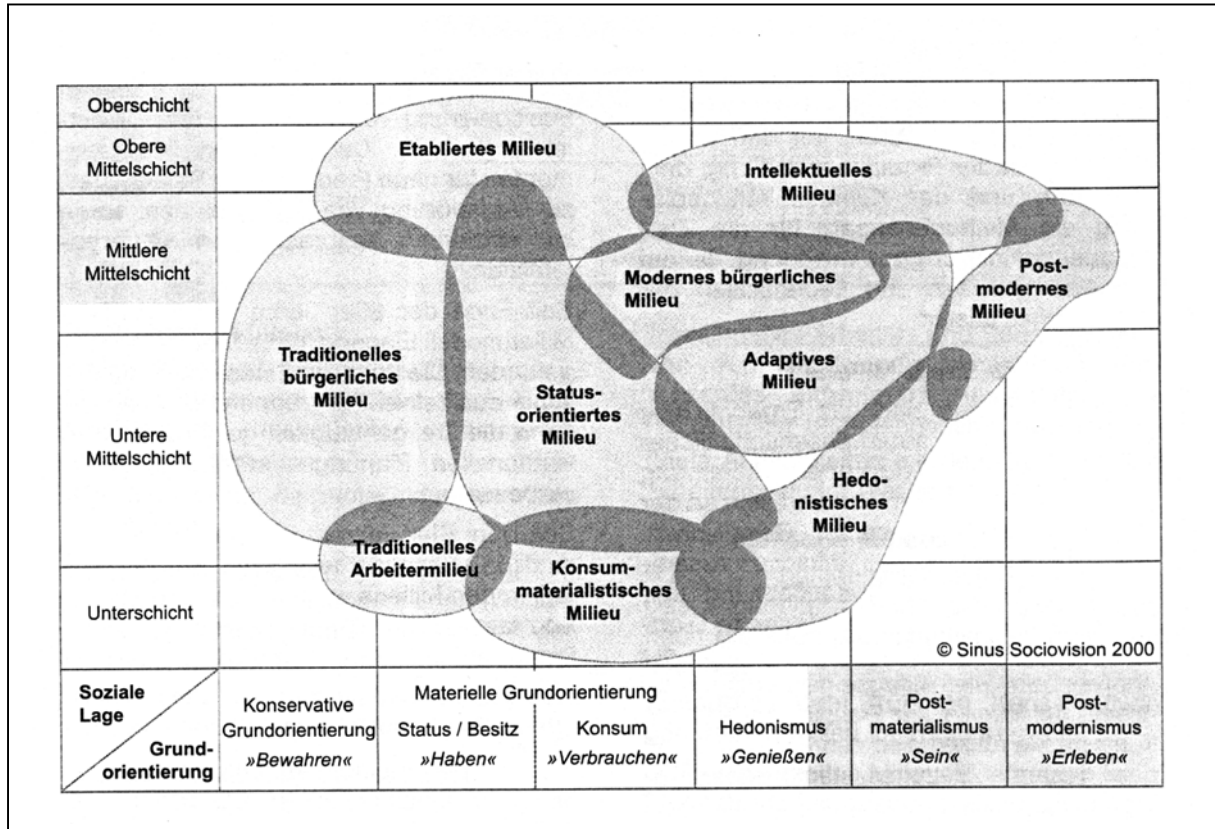 Oberschicht
Obere
Mittelschicht
Mittlere
Mittelschicht
Untere
Mittelschicht
Unterschicht
Etabliertes Milieu
Intellektuelles
Milieu
Modernes bürgerliches
Milieu
Post-
modernes
Milieu
Traditionelles
bürgerliches
Milieu
Status-
orientiertes
Milieu
Adaptives
Milieu
Hedo-
nistisches
Milieu
Traditionelles
Arbeitermilieu
Konsum-
materialistisches
Milieu
© Sinus Sociovision 2000
Soziale
Lage
Grund-
orientierung
Konservative
Grundorientierung
»Bewahren«
Materielle Grundorientierung
Status / Besitz
»Haben«
Konsum
»Verbrauchen«
Hedonismus
»Genießen«
Post-
materialismus
»Sein«
Post-
modernismus
»Erleben«